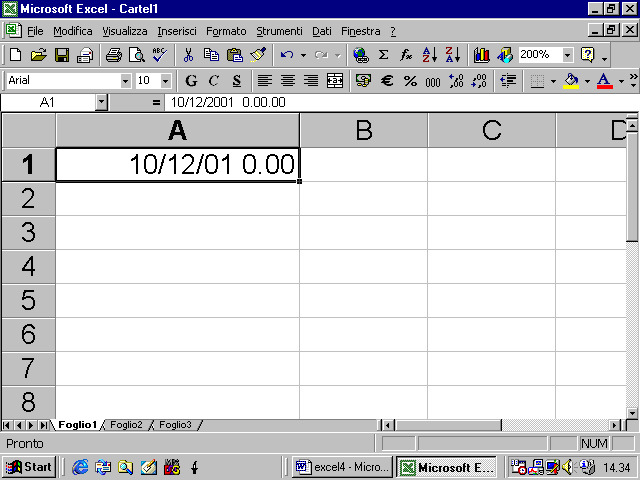 Microsoft Excel - Cartel1
File Modifica Visualizza Inserisci Formato Strumenti Dati Finestra ?
200%
Arial 10 G C S € % 000
A1 = 10/12/2001 0.00.00
A B C D
1 10/12/01 0.00
2
3
4
5
6
7
8
Foglio1 Foglio2 Foglio3
Pronto NUM
Start excel4 - Micro... Microsoft E... 14.34